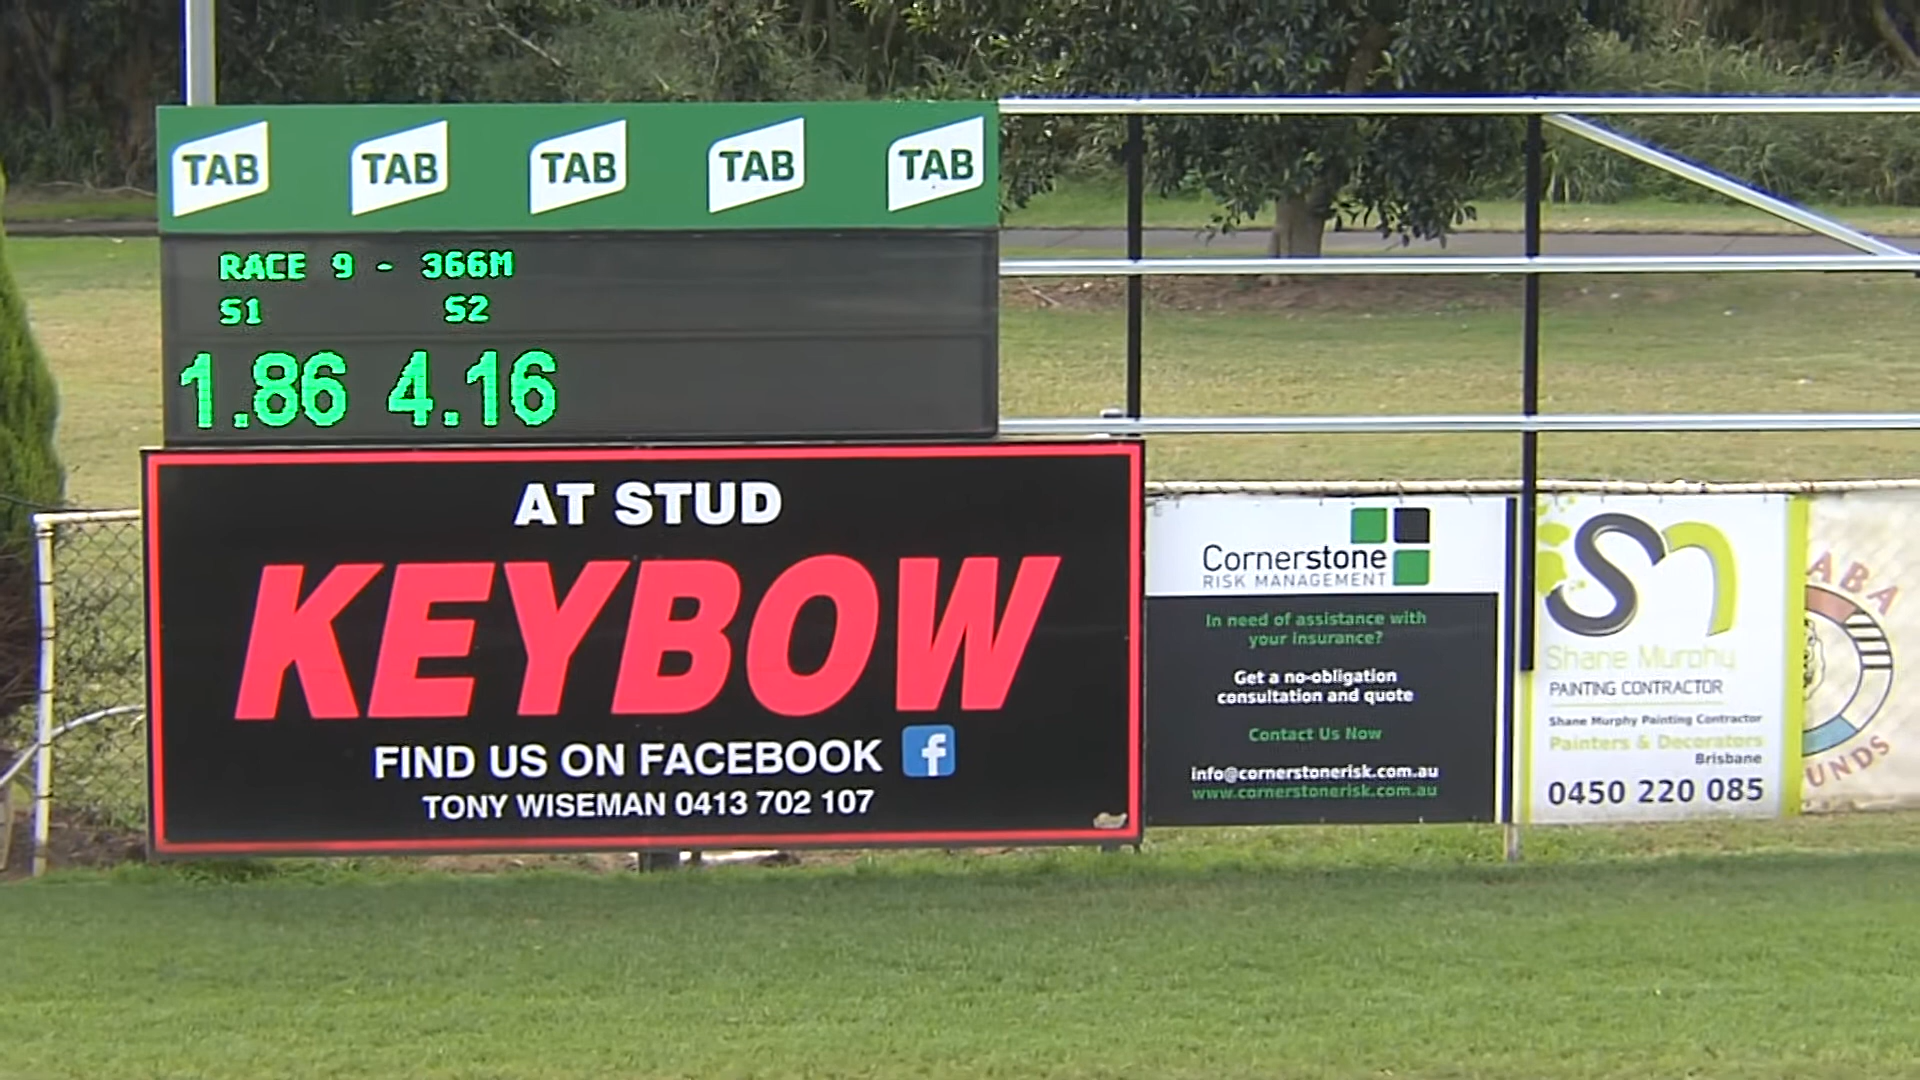 TAB TAB TAB TAB TAB
RACE 9 - 366M
S1 S2
1.86 4.16
AT STUD
KEYBOW
FIND US ON FACEBOOK f
TONY WISEMAN 0413 702 107
Cornerstone
RISK MANAGEMENT
In need of assistance with
your insurance?
Get a no-obligation
consultation and quote
Contact Us Now
info@cornerstonerisk.com.au
www.cornerstonerisk.com.au
Shane Murphy
PAINTING CONTRACTOR
Shane Murphy Painting Contractor
Painters & Decorators
Brisbane
0450 220 085
ABA
UNDS